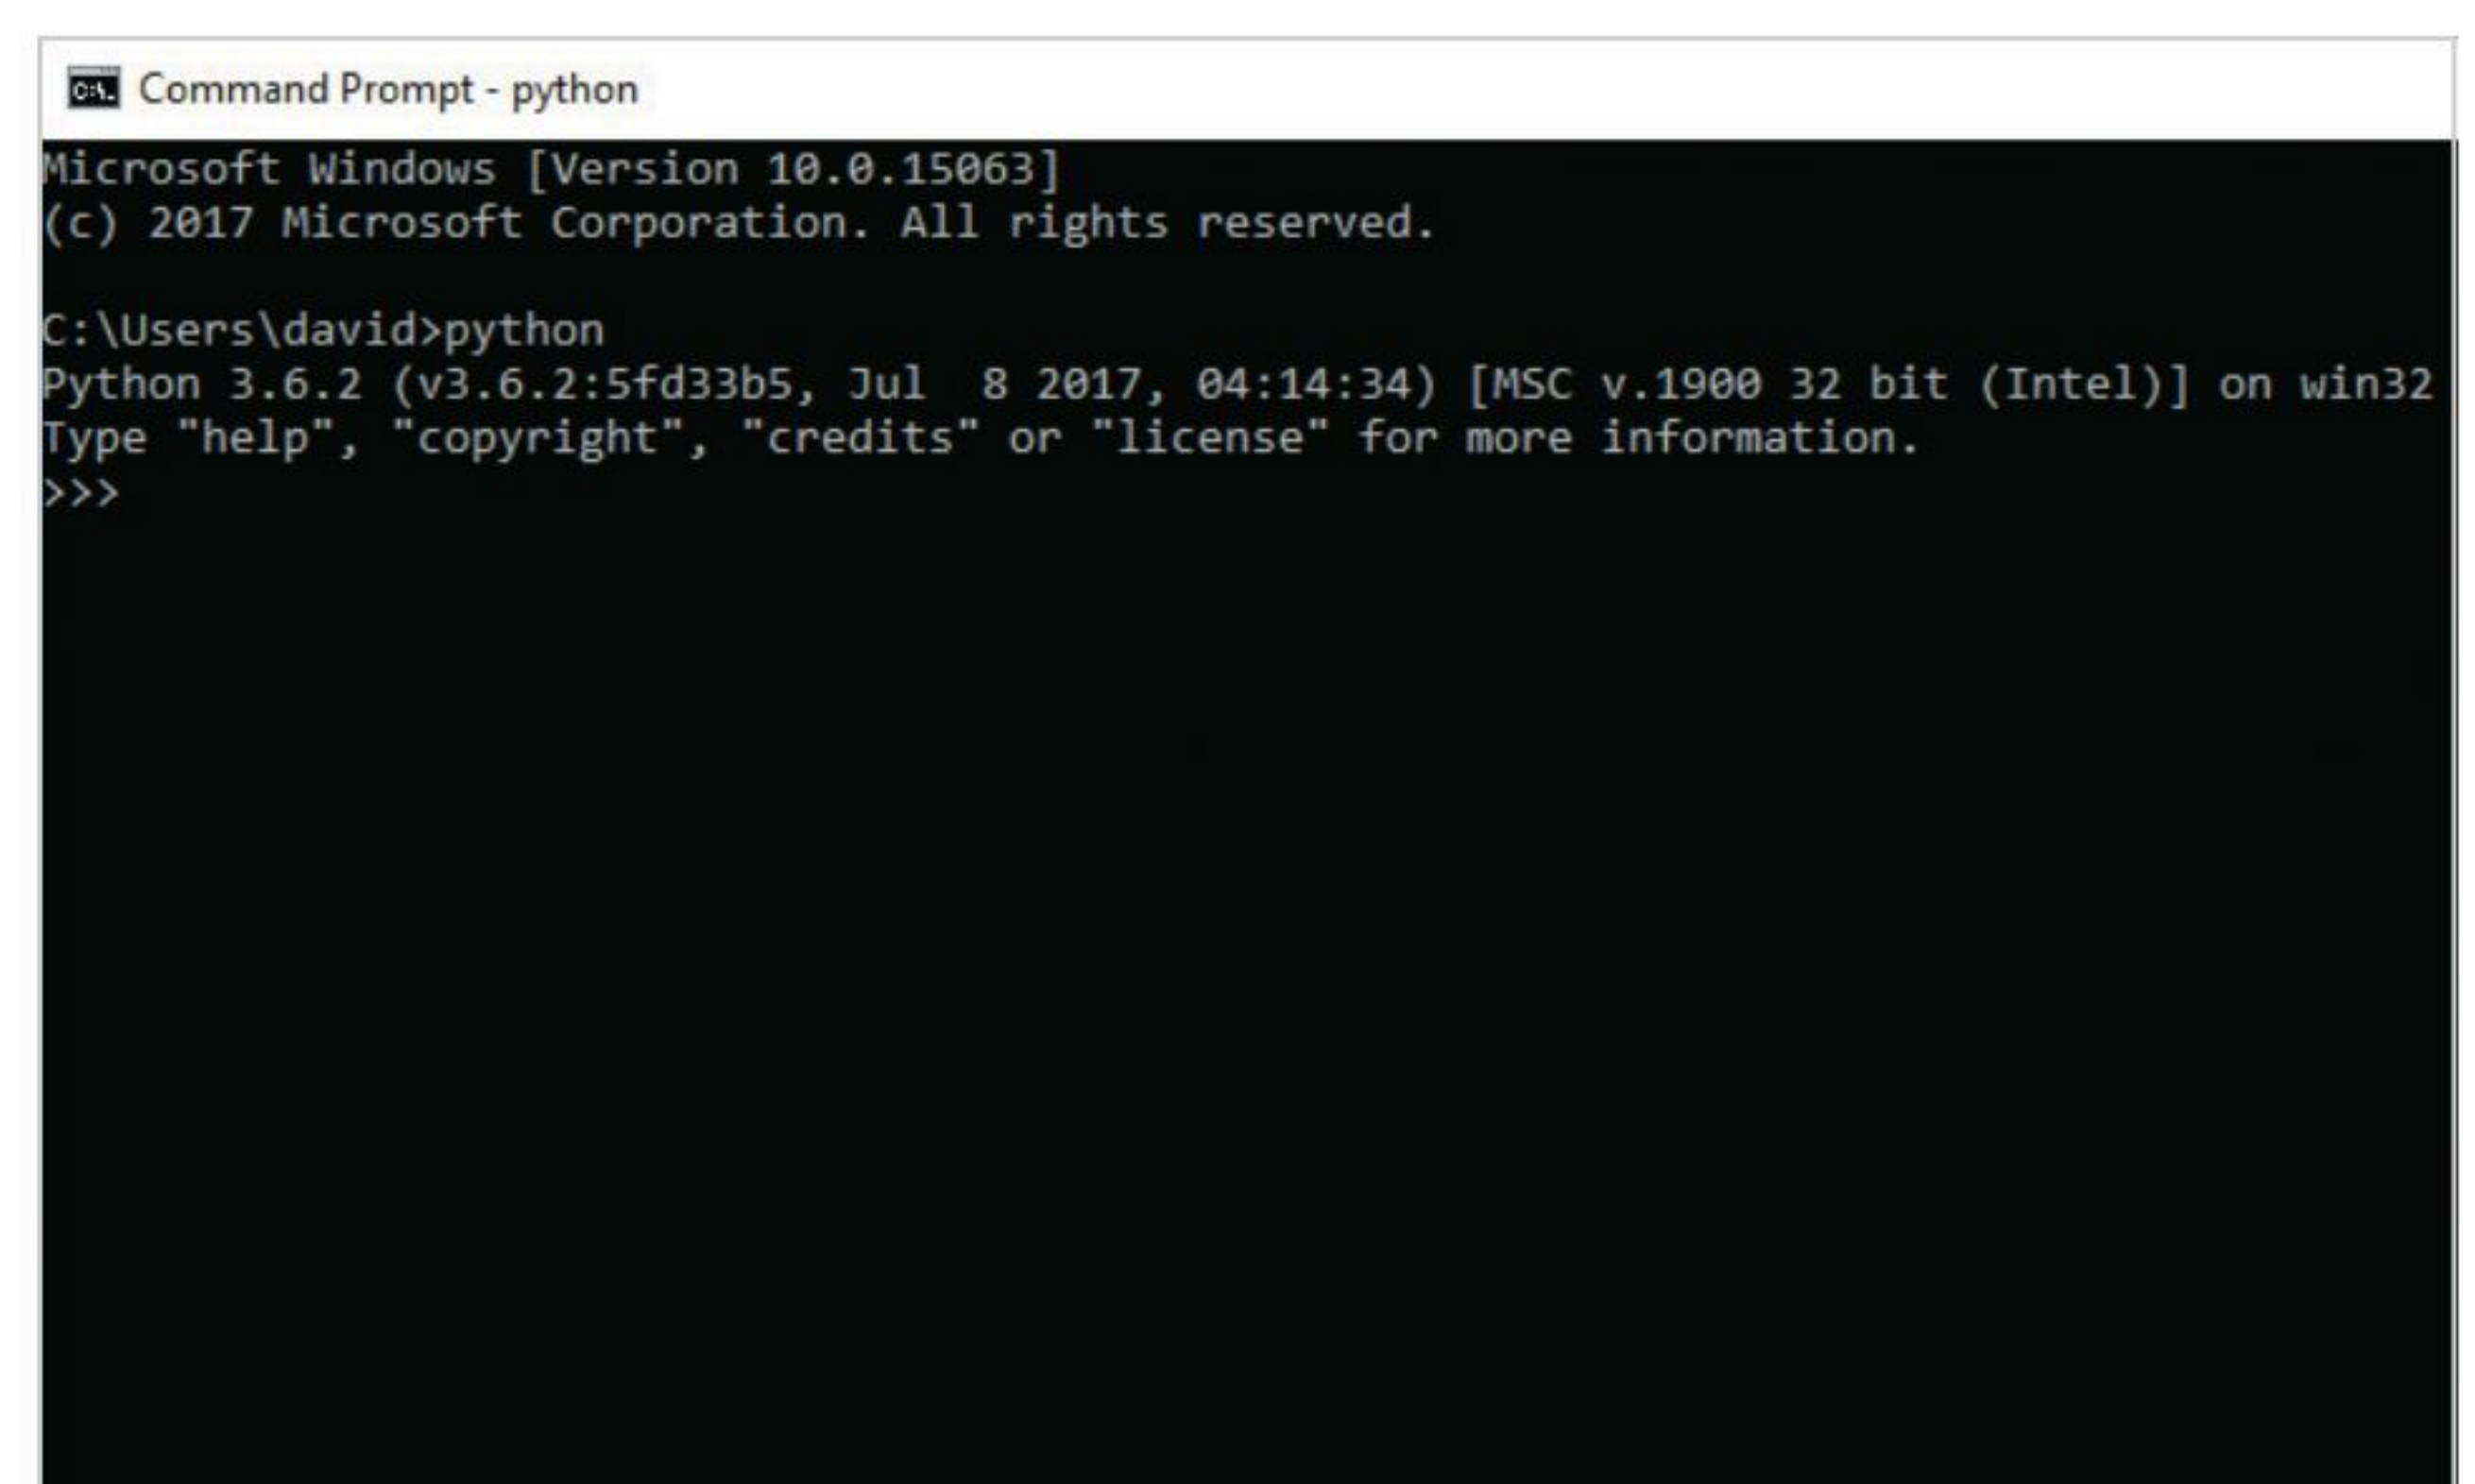 C:\. Command Prompt - python
Microsoft Windows [Version 10.0.15063]
(c) 2017 Microsoft Corporation. All rights reserved.
C:\Users\david>python
Python 3.6.2 (v3.6.2:5fd33b5, Jul  8 2017, 04:14:34) [MSC v.1900 32 bit (Intel)] on win32
Type "help", "copyright", "credits" or "license" for more information.
>>>